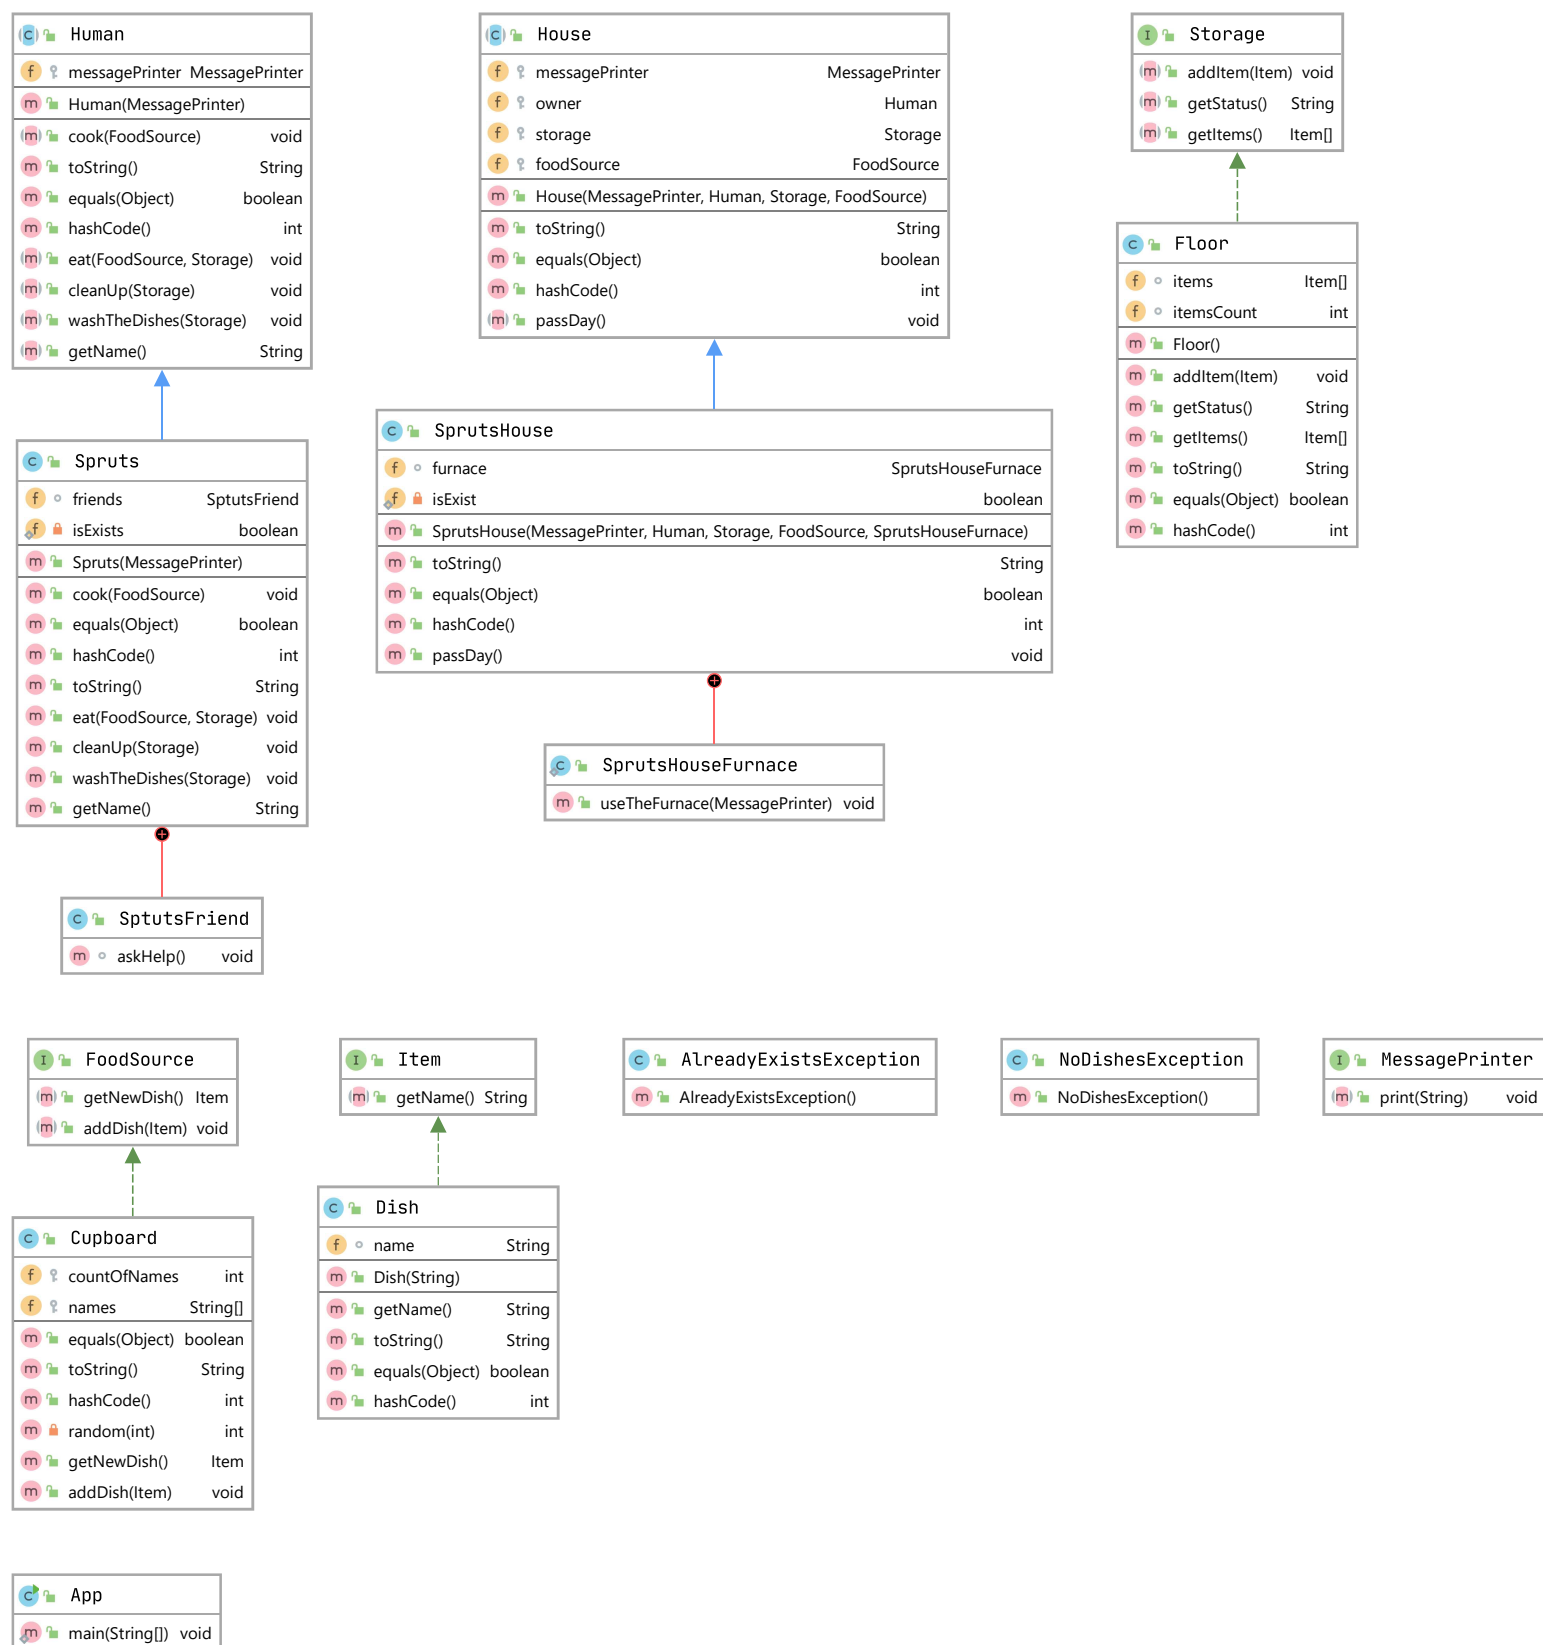 Human
messagePrinter MessagePrinter
Human(MessagePrinter)
cook(FoodSource) void
toString() String
equals(Object) boolean
hashCode() int
eat(FoodSource, Storage) void
cleanUp(Storage) void
washTheDishes(Storage) void
getName() String
Spruts
friends SptutsFriend
isExists boolean
Spruts(MessagePrinter)
cook(FoodSource) void
equals(Object) boolean
hashCode() int
toString() String
eat(FoodSource, Storage) void
cleanUp(Storage) void
washTheDishes(Storage) void
getName() String
SptutsFriend
askHelp() void
House
messagePrinter MessagePrinter
owner Human
storage Storage
foodSource FoodSource
House(MessagePrinter, Human, Storage, FoodSource)
toString() String
equals(Object) boolean
hashCode() int
passDay() void
SprutsHouse
furnace SprutsHouseFurnace
isExist boolean
SprutsHouse(MessagePrinter, Human, Storage, FoodSource, SprutsHouseFurnace)
toString() String
equals(Object) boolean
hashCode() int
passDay() void
SprutsHouseFurnace
useTheFurnace(MessagePrinter) void
Storage
addItem(Item) void
getStatus() String
getItems() Item[]
Floor
items Item[]
itemsCount int
Floor()
addItem(Item) void
getStatus() String
getItems() Item[]
toString() String
equals(Object) boolean
hashCode() int
FoodSource
getNewDish() Item
addDish(Item) void
Cupboard
countOfNames int
names String[]
equals(Object) boolean
toString() String
hashCode() int
random(int) int
getNewDish() Item
addDish(Item) void
Item
getName() String
Dish
name String
Dish(String)
getName() String
toString() String
equals(Object) boolean
hashCode() int
AlreadyExistsException
AlreadyExistsException()
NoDishesException
NoDishesException()
MessagePrinter
print(String) void
App
main(String[]) void